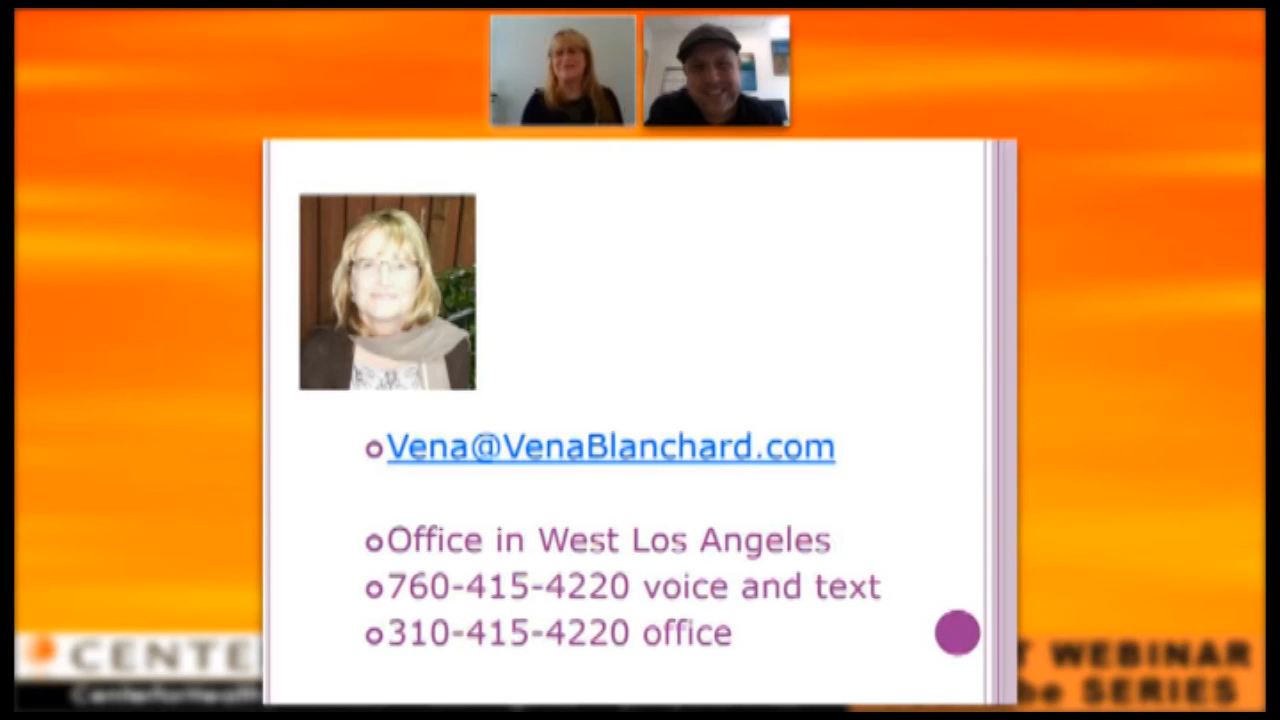 Vena@VenaBlanchard.com
Office in West Los Angeles
760-415-4220 voice and text
310-415-4220 office
CENTE
WEBINAR
SERIES